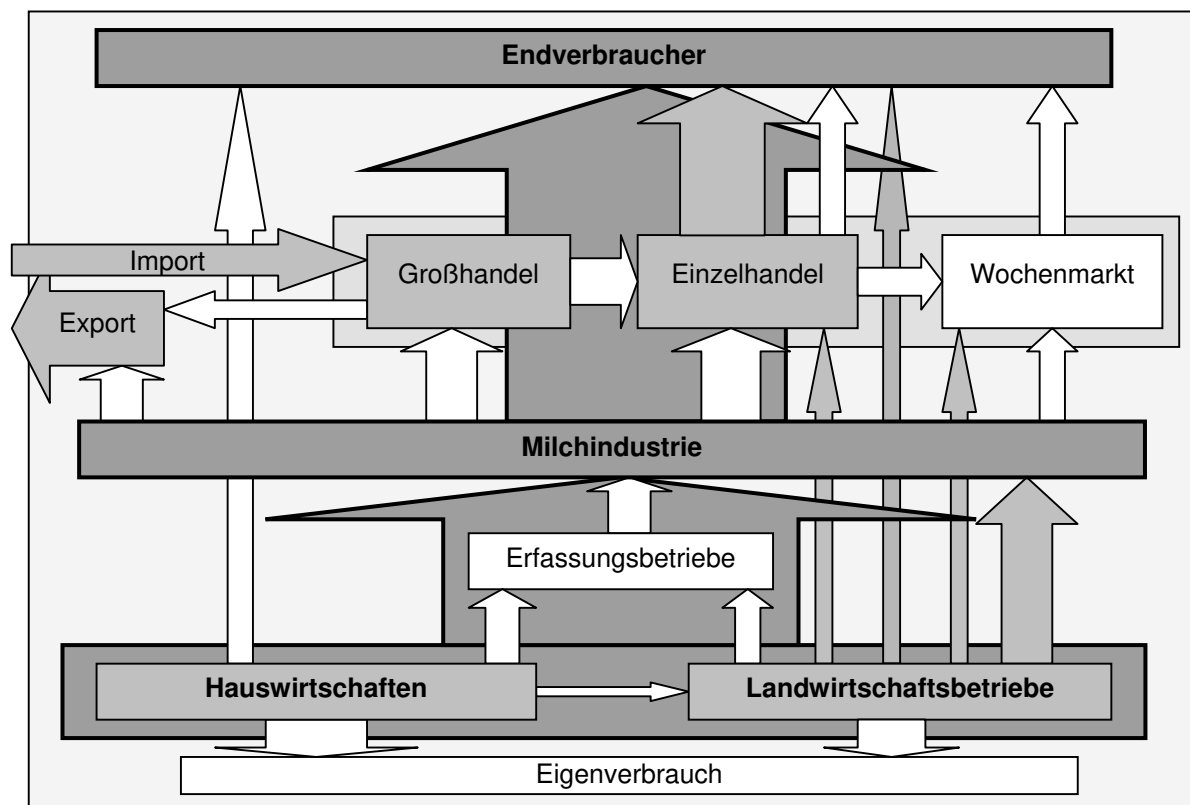 Endverbraucher
Import
Großhandel
Einzelhandel
Wochenmarkt
Export
Milchindustrie
Erfassungsbetriebe
Hauswirtschaften
Landwirtschaftsbetriebe
Eigenverbrauch